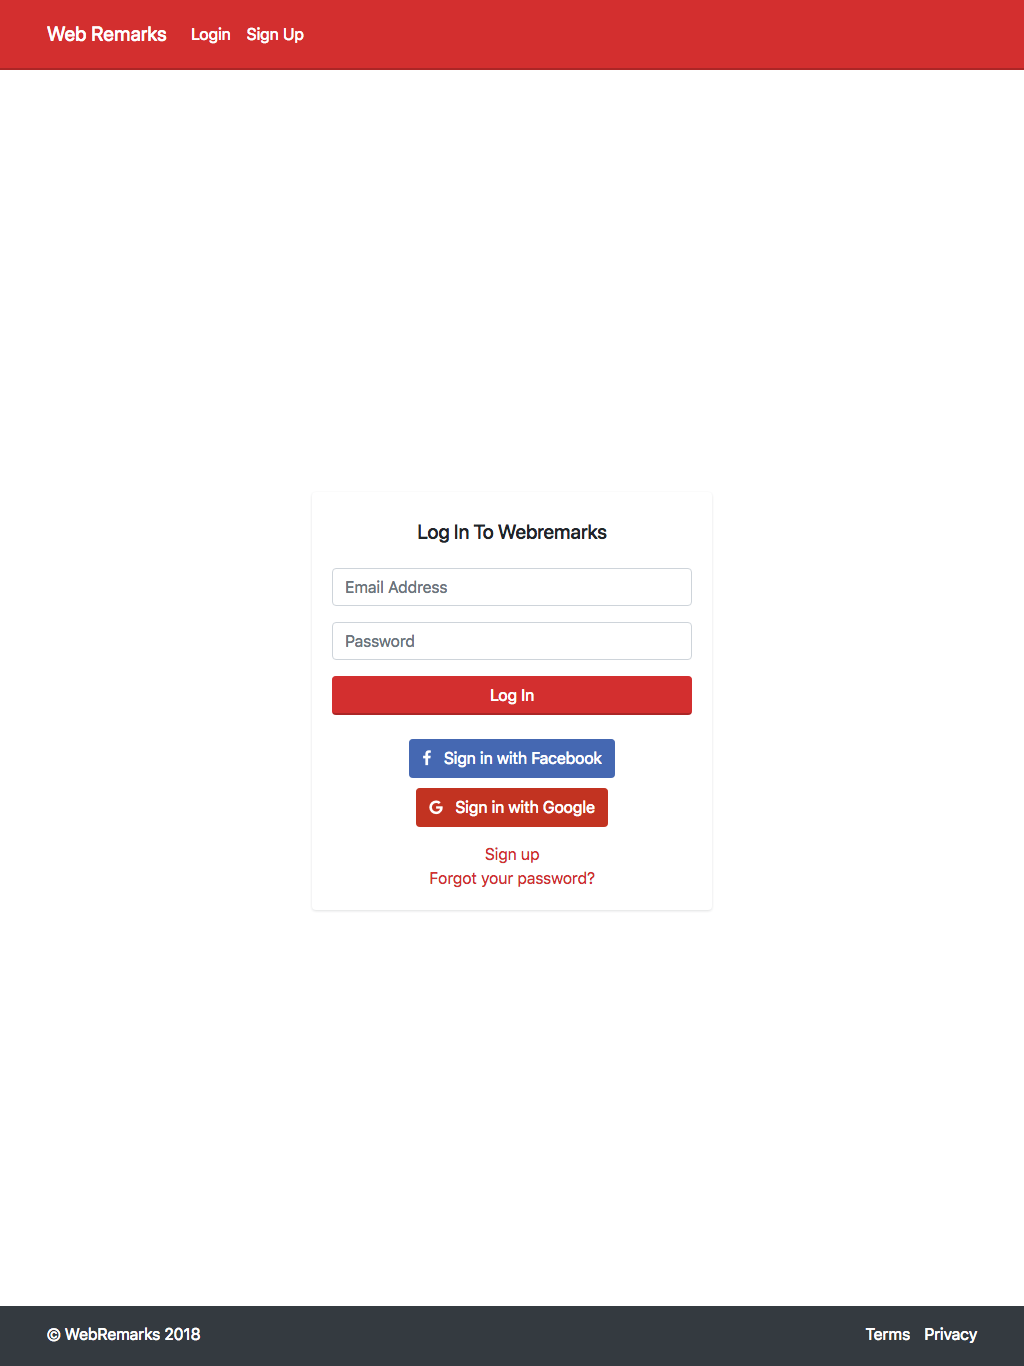 Web Remarks Login Sign Up
Log In To Webremarks
Email Address
Password
Log In
Sign in with Facebook
Sign in with Google
Sign up
Forgot your password?
© WebRemarks 2018 Terms Privacy